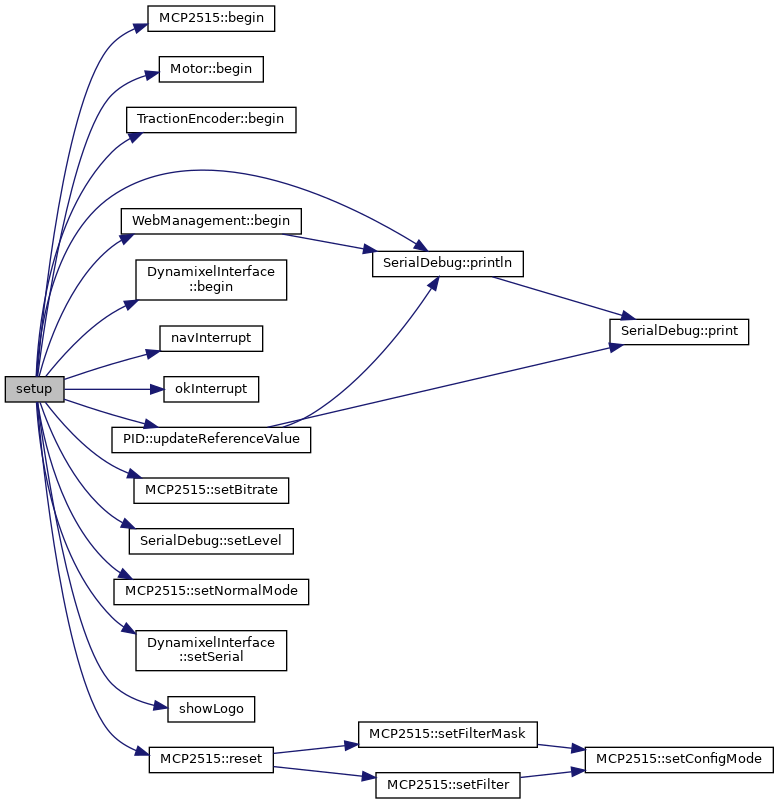 MCP2515::begin
Motor::begin
TractionEncoder::begin
WebManagement::begin
SerialDebug::println
DynamixelInterface
::begin
navInterrupt
SerialDebug::print
setup
okInterrupt
PID::updateReferenceValue
MCP2515::setBitrate
SerialDebug::setLevel
MCP2515::setNormalMode
DynamixelInterface
::setSerial
showLogo
MCP2515::reset
MCP2515::setFilterMask
MCP2515::setConfigMode
MCP2515::setFilter